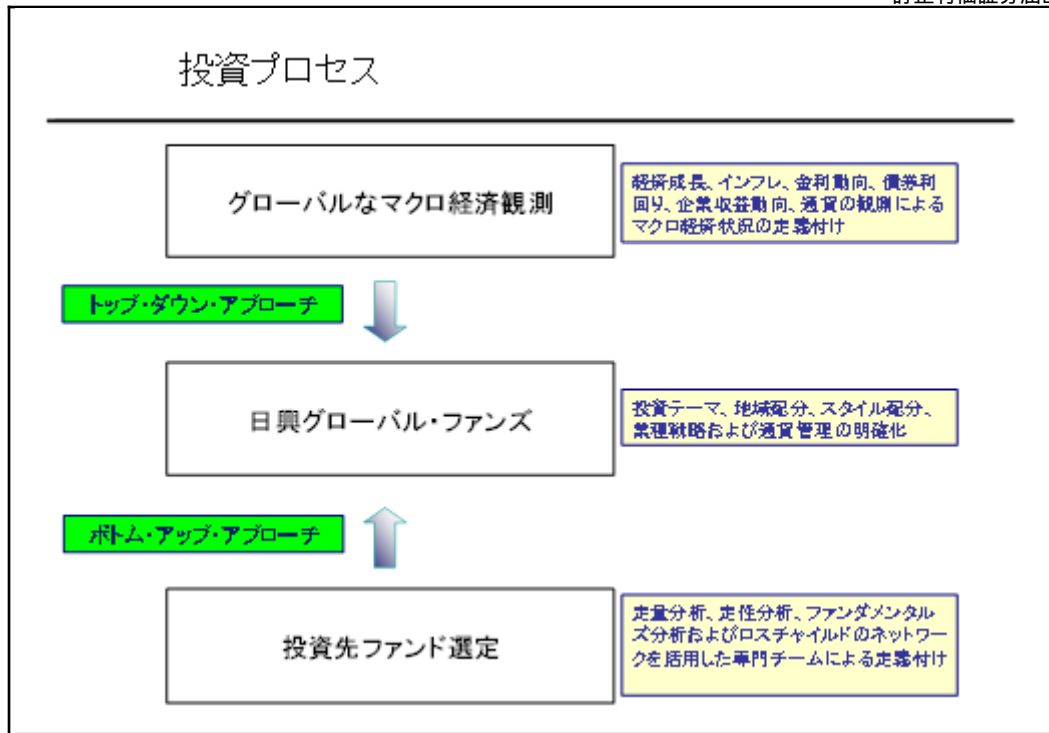 投資プロセス
グローバルなマクロ経済観測
経済成長、インフレ、金利動向、債券利
回り、企業収益動向、通貨の観測による
マクロ経済状況の定義付け
トップ・ダウン・アプローチ
日興グローバル・ファンズ
投資テーマ、地域配分、スタイル配分、
業種戦略および通貨管理の明確化
ボトム・アップ・アプローチ
投資先ファンド選定
定量分析、定性分析、ファンダメンタル
ズ分析およびロスチャイルドのネットワー
クを活用した専門チームによる定義付け